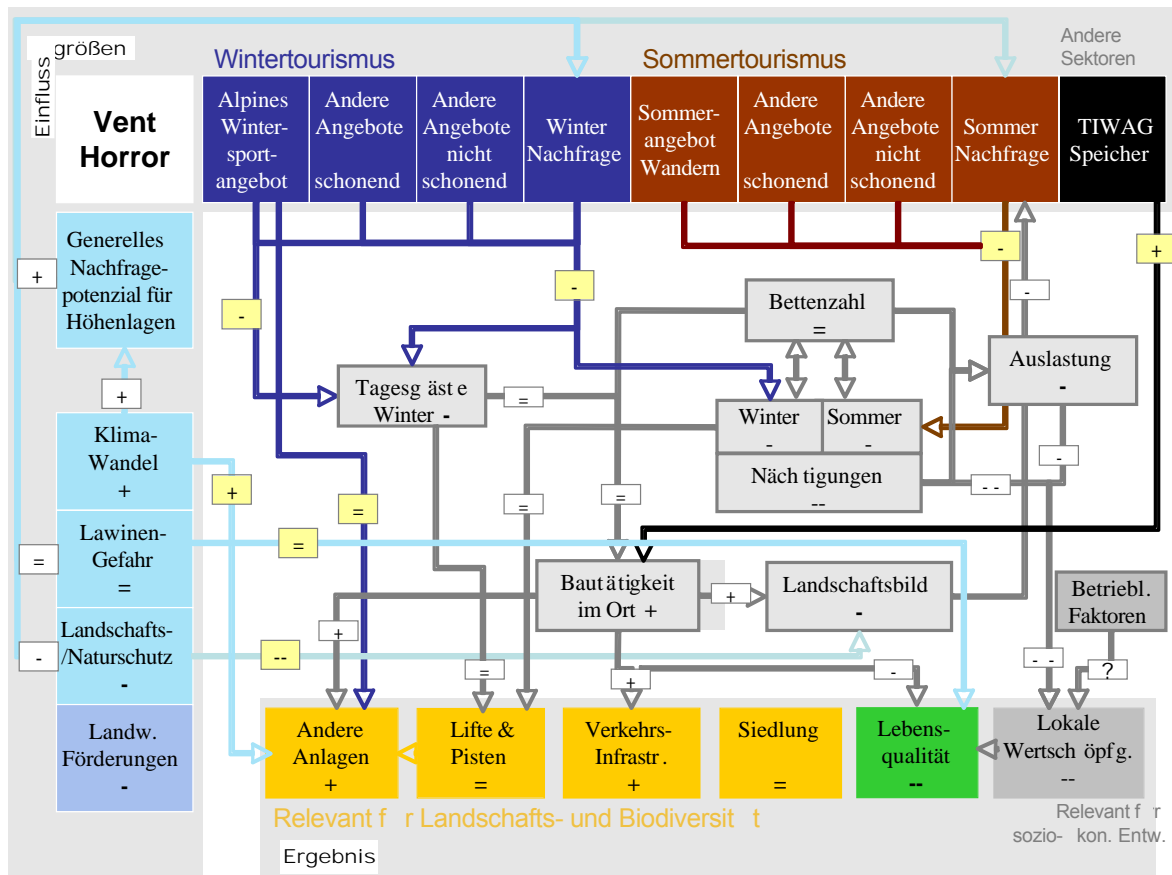 größen
Einfluss
Wintertourismus
Sommertourismus
Andere
Sektoren
Vent
Horror
Alpines
Winter-
sport-
angebot
Andere
Angebote
schonend
Andere
Angebote
nicht
schonend
Winter
Nachfrage
Sommer-
angebot
Wandern
Andere
Angebote
schonend
Andere
Angebote
nicht
schonend
Sommer
Nachfrage
TIWAG
Speicher
Generelles
Nachfrage-
potenzial für
Höhenlagen
+
+
Klima-
Wandel
+
Lawinen-
Gefahr
=
=
Landschafts-
/Naturschutz
-
-
Landw.
Förderungen
-
-
-
-
+
-
Bettenzahl
=
Auslastung
-
Tagesg äst e
Winter -
=
Winter
-
Sommer
-
Näch tigungen
--
- -
-
+
=
=
=
=
Bautätigkeit
im Ort +
+
Landschaftsbild
-
Betriebl.
Faktoren
--
+
=
+
-
- -
?
Andere
Anlagen
+
Lifte &
Pisten
=
Verkehrs-
Infrastr .
+
Siedlung
=
Lebens-
qualität
--
Lokale
Wertsch öpfg.
--
Relevant f r Landschafts- und Biodiversit t
Relevant f r
sozio- kon. Entw.
Ergebnis